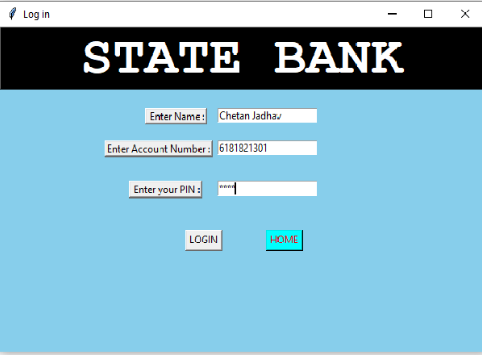 Log in
STATE BANK
Enter Name : Chetan Jadhav
Enter Account Number : 6181821301
Enter your PIN : ****
LOGIN HOME